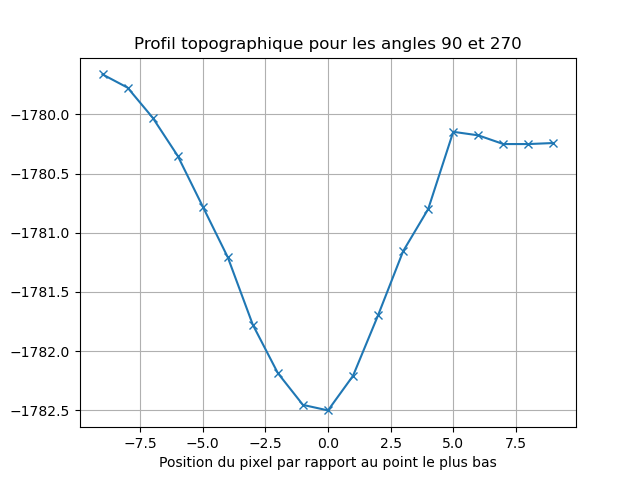 Profil topographique pour les angles 90 et 270
−1780.0
−1780.5
−1781.0
−1781.5
−1782.0
−1782.5
−7.5 −5.0 −2.5 0.0 2.5 5.0 7.5
Position du pixel par rapport au point le plus bas